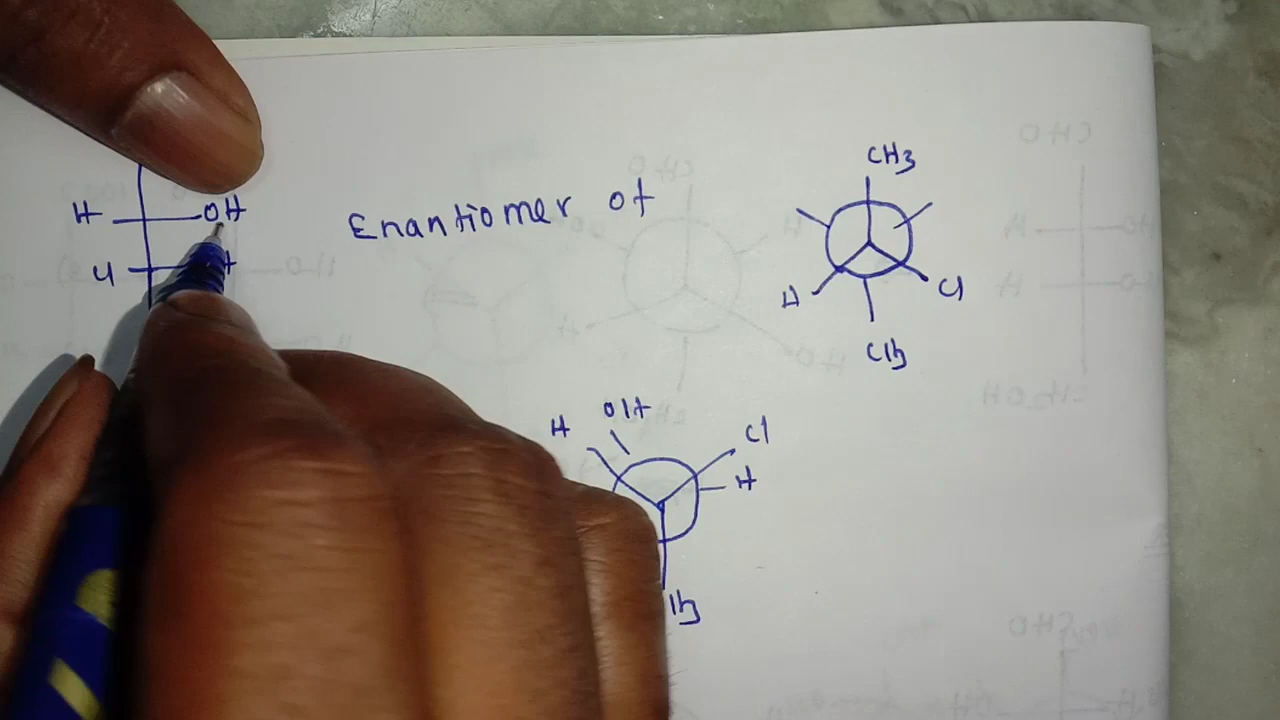 CH3
H OH
Enantiomer of
Cl H
H Cl
CH3
H OH Cl
H